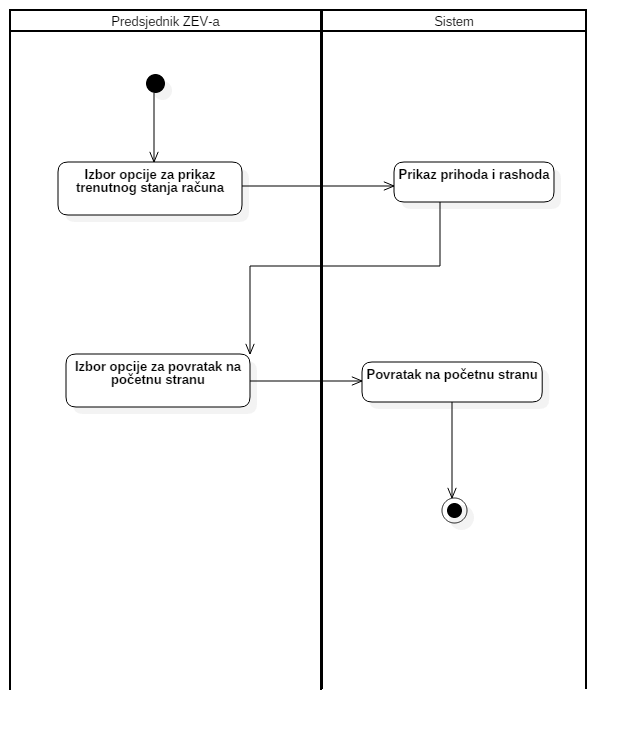 Predsjednik ZEV-a
Sistem
Izbor opcije za prikaz
trenutnog stanja računa
Prikaz prihoda i rashoda
Izbor opcije za povratak na
početnu stranu
Povratak na početnu stranu